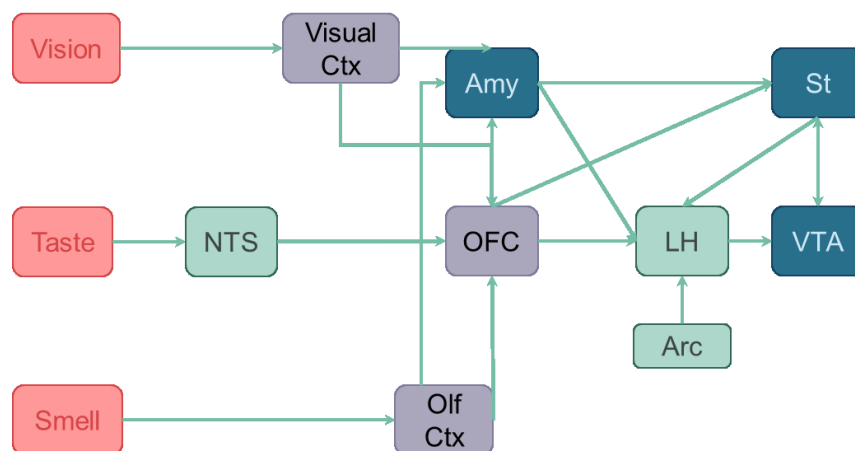 Vision
Visual
Ctx
Amy
St
Taste
NTS
OFC
LH
VTA
Arc
Smell
Olf
Ctx